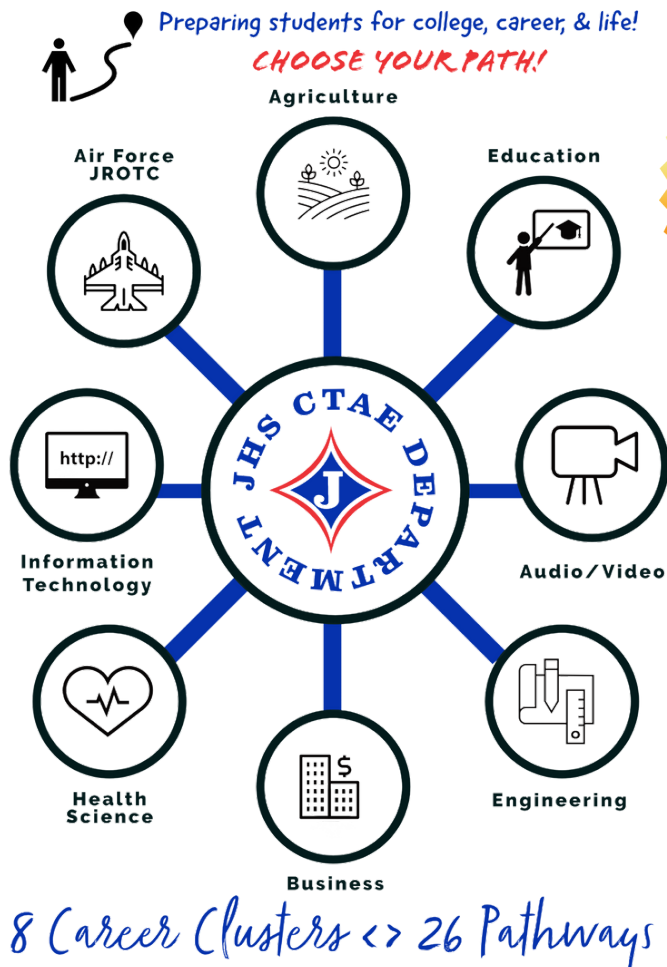 Preparing students for college, career, & life!
CHOOSE YOUR PATH!
Agriculture
Air Force
JROTC
Education
JHS CTAE DEPARTMENT
J
http://
Information
Technology
Audio/Video
Health
Science
$
Business
Engineering
8 Career Clusters <> 26 Pathways